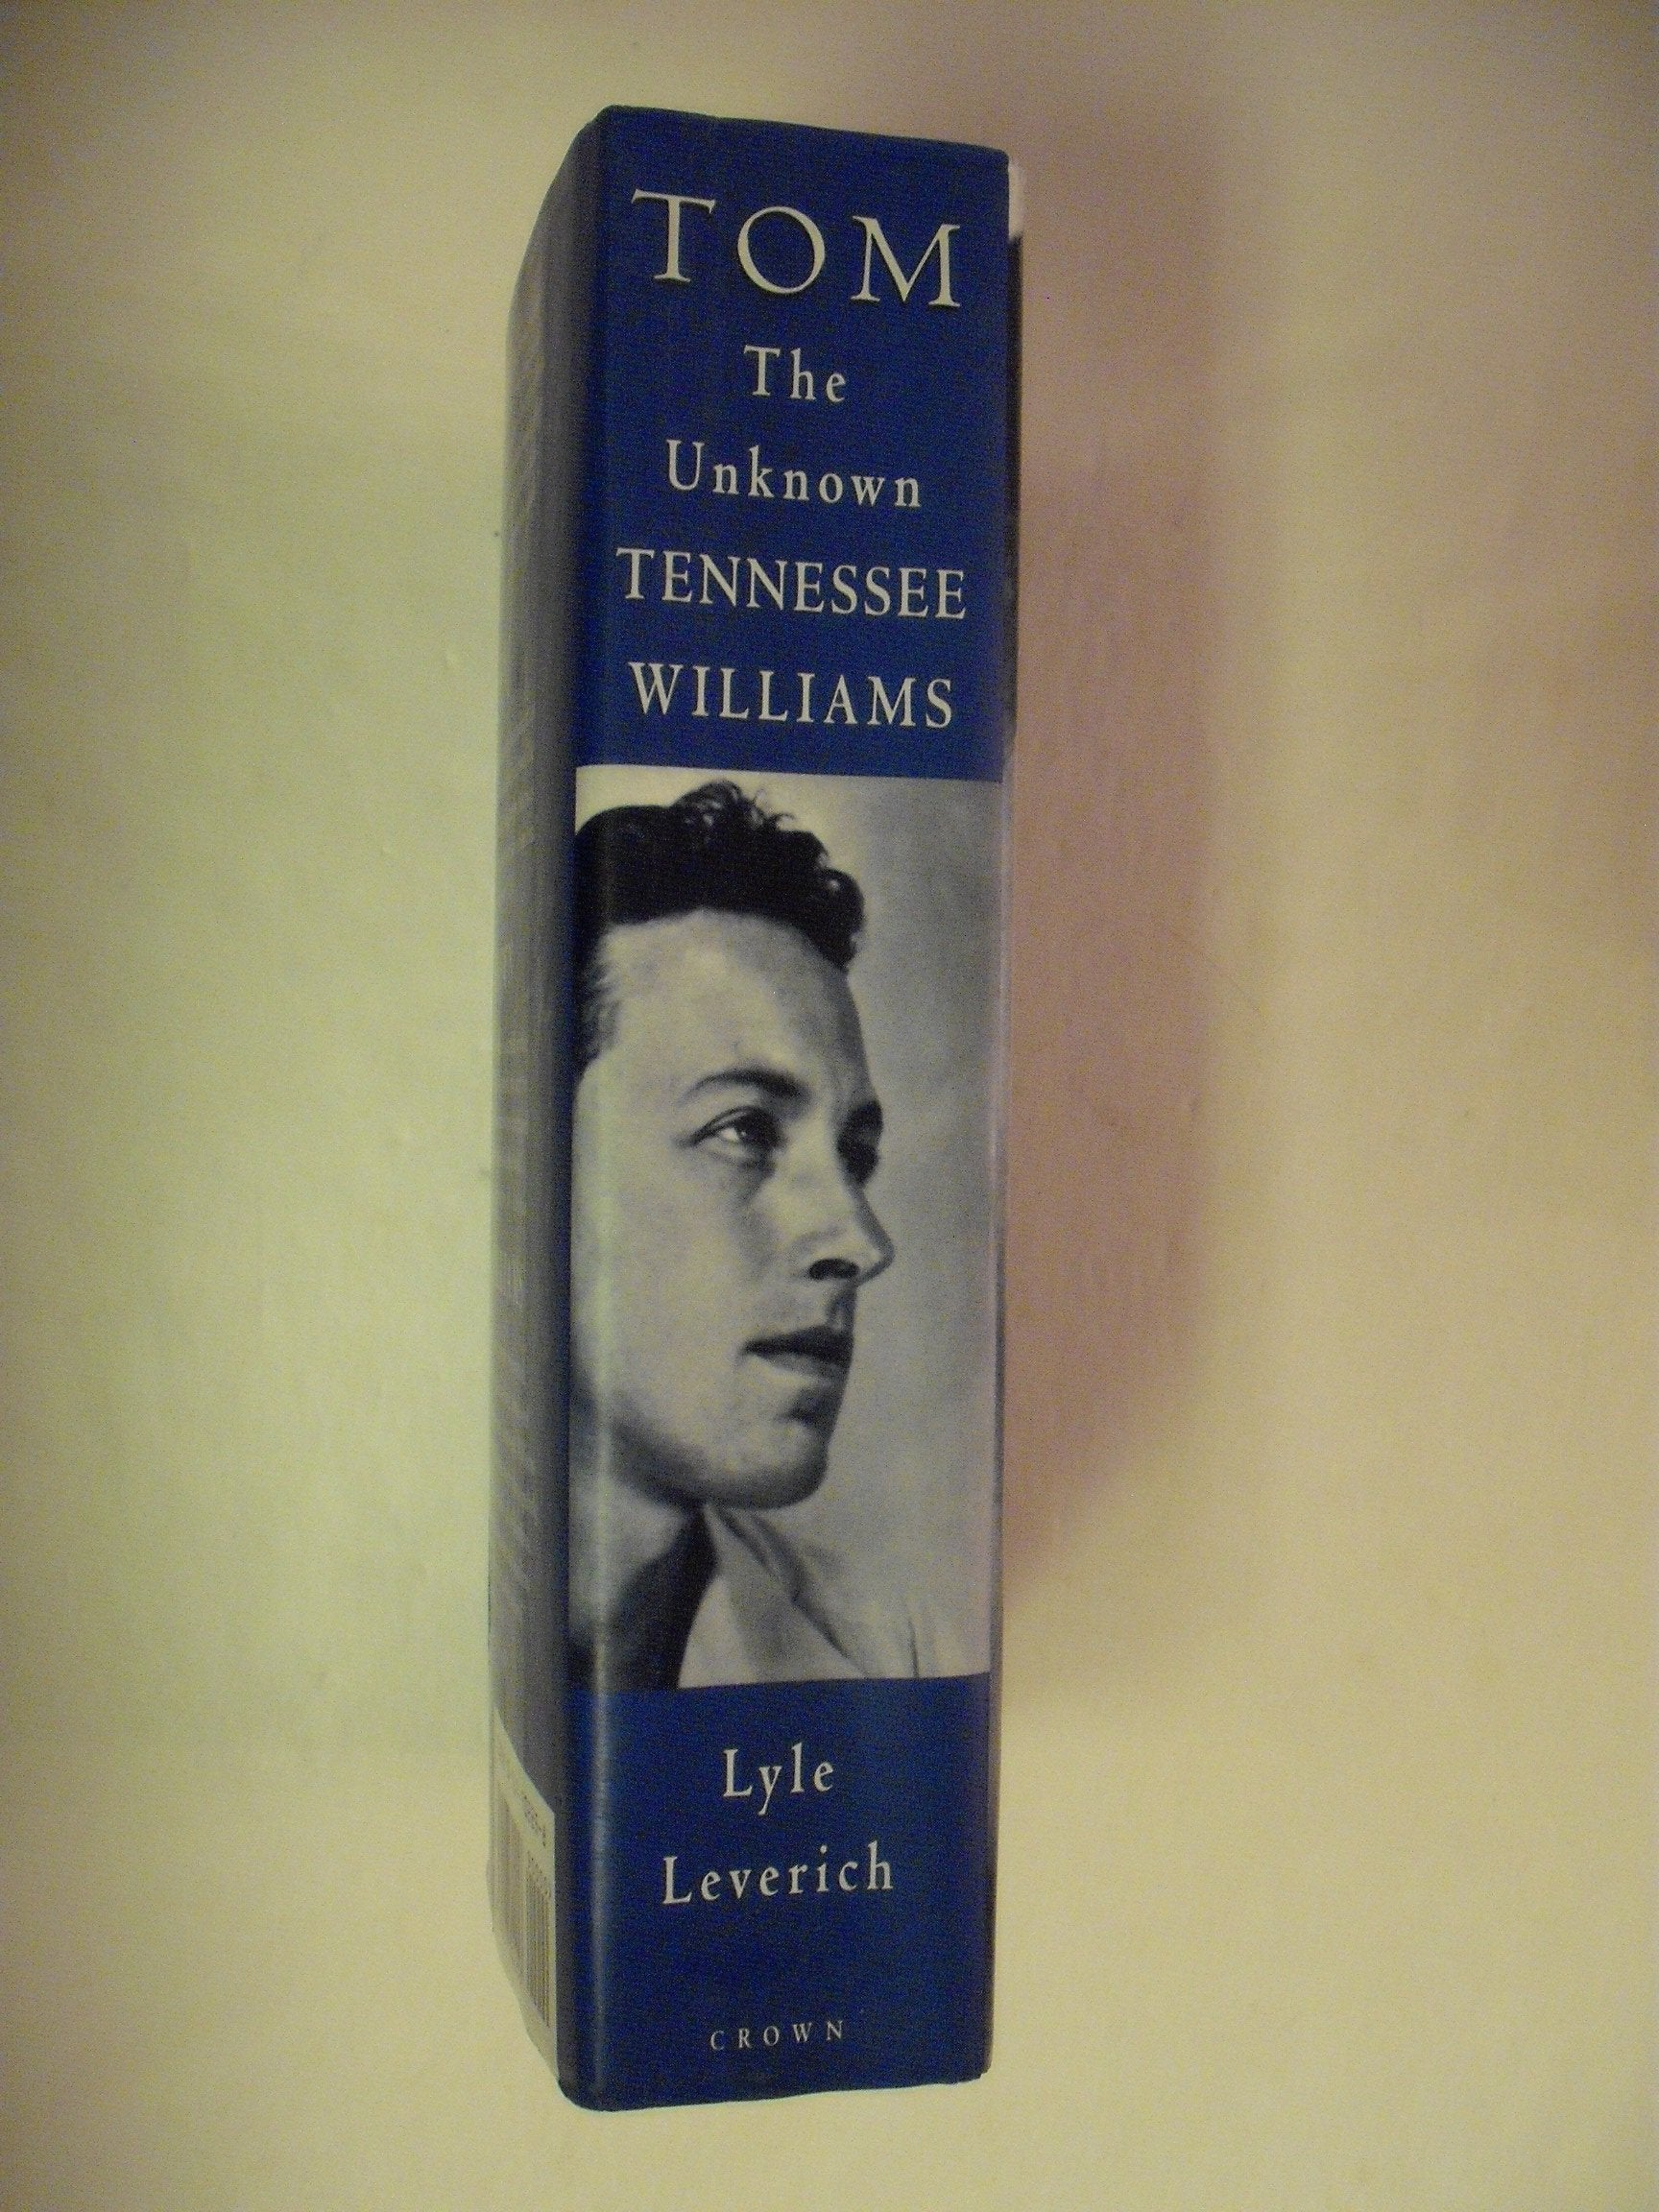 TOM
The
Unknown
TENNESSEE
WILLIAMS
Lyle
Leverich
CROWN